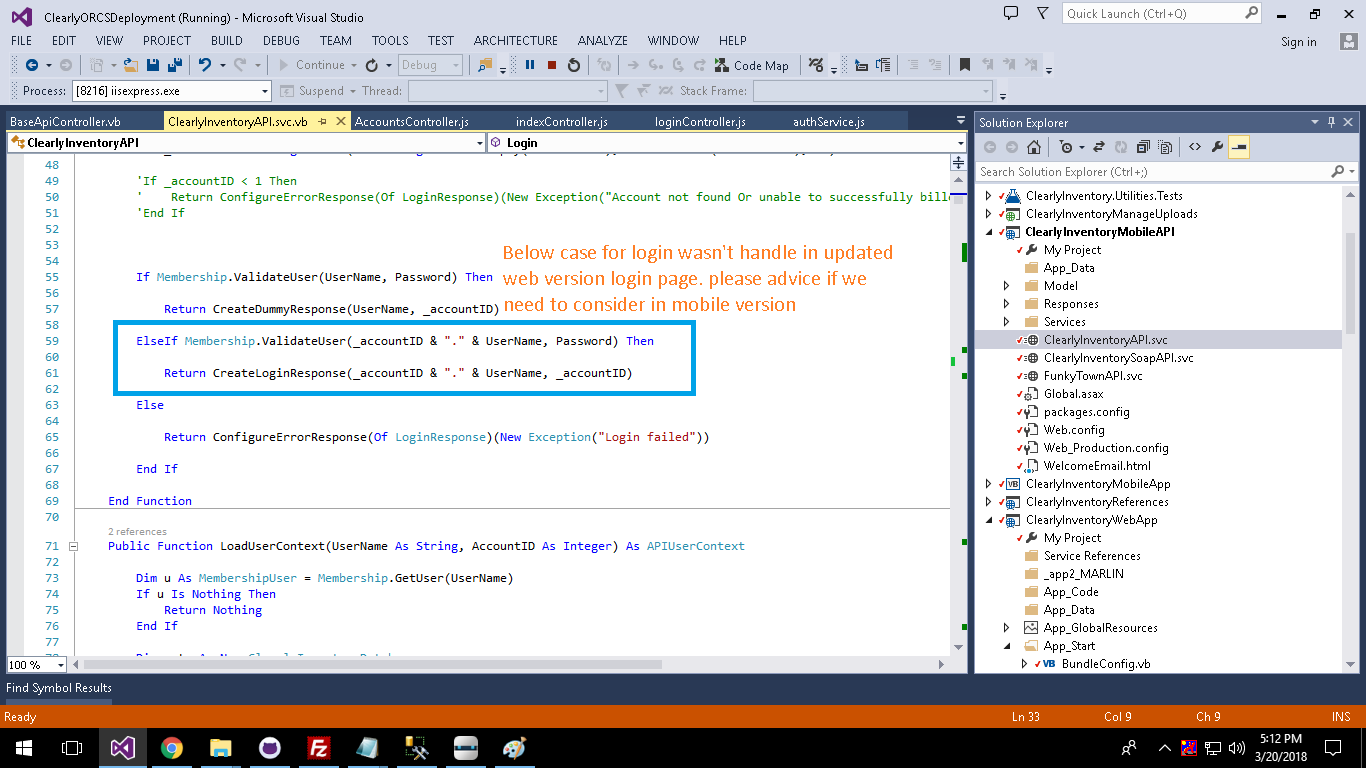 ClearlyORCSDeployment (Running) - Microsoft Visual Studio
Quick Launch (Ctrl+Q)
FILE EDIT VIEW PROJECT BUILD DEBUG TEAM TOOLS TEST ARCHITECTURE ANALYZE WINDOW HELP
Sign in
Continue Debug Code Map
Process: [8216] iisexpress.exe Suspend Thread: Stack Frame:
BaseApiController.vb ClearlyInventoryAPI.svc.vb AccountsController.js indexController.js loginController.js authService.js
ClearlyInventoryAPI Login
48
49 'If _accountID < 1 Then
50 ' Return ConfigureErrorResponse(Of LoginResponse)(New Exception("Account not found Or unable to successfully bille
51 'End If
52
53
54
Below case for login wasn't handle in updated
web version login page. please advice if we
need to consider in mobile version
55 If Membership.ValidateUser(UserName, Password) Then
56
57 Return CreateDummyResponse(UserName, _accountID)
58
59 ElseIf Membership.ValidateUser(_accountID & "." & UserName, Password) Then
60
61 Return CreateLoginResponse(_accountID & "." & UserName, _accountID)
62
63 Else
64
65 Return ConfigureErrorResponse(Of LoginResponse)(New Exception("Login failed"))
66
67 End If
68
69 End Function
70
2 references
71 Public Function LoadUserContext(UserName As String, AccountID As Integer) As APIUserContext
72
73 Dim u As MembershipUser = Membership.GetUser(UserName)
74 If u Is Nothing Then
75 Return Nothing
76 End If
77
100 %
Solution Explorer
Search Solution Explorer (Ctrl+;)
ClearlyInventory.Utilities.Tests
ClearlyInventoryManageUploads
ClearlyInventoryMobileAPI
My Project
App_Data
Model
Responses
Services
ClearlyInventoryAPI.svc
ClearlyInventorySoapAPI.svc
FunkyTownAPI.svc
Global.asax
packages.config
Web.config
Web_Production.config
WelcomeEmail.html
VB ClearlyInventoryMobileApp
ClearlyInventoryReferences
ClearlyInventoryWebApp
My Project
Service References
_app2_MARLIN
App_Code
App_Data
App_GlobalResources
App_Start
VB BundleConfig.vb
Find Symbol Results
Ready Ln 33 Col 9 Ch 9 INS
5:12 PM
3/20/2018